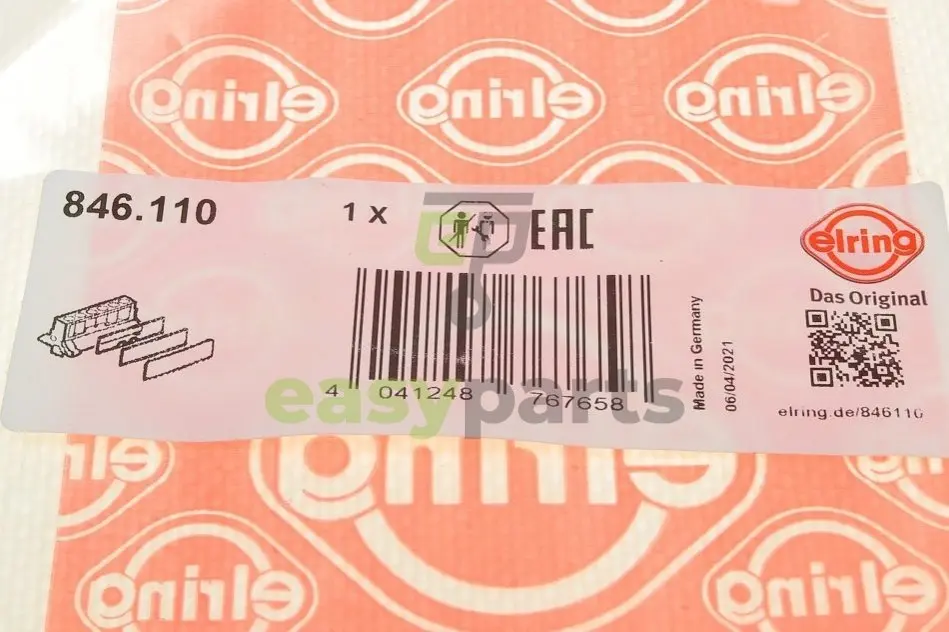 846.110
1 x
EAC
elring
Das Original
4 041248 767658
Made in Germany
06/04/2021
elring.de/846110
easyparts
elring
elring
elring
elring
elring
elring
elring
elring